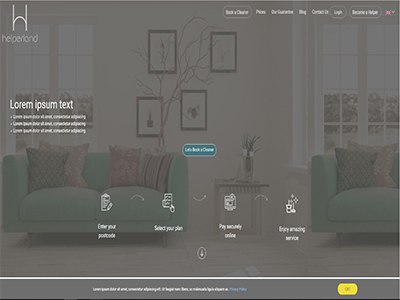 Book a Cleaner
Prices
Our Guarantee
Blog
Contact Us
Login
Become a Helper
helperland
Lorem ipsum text
Lorem ipsum dolor sit amet, consectetur adipiscing
Lorem ipsum dolor sit amet, consectetur adipiscing
Lorem ipsum dolor sit amet, consectetur adipiscing
Let's Book a Cleaner
Enter your
postcode
Select your plan
Pay securely
online
Enjoy amazing
service
Lorem ipsum dolor sit amet, consectetur adipiscing elit. Ut feugiat nunc libero, ac malesuada ligula aliquam ac. Privacy Policy